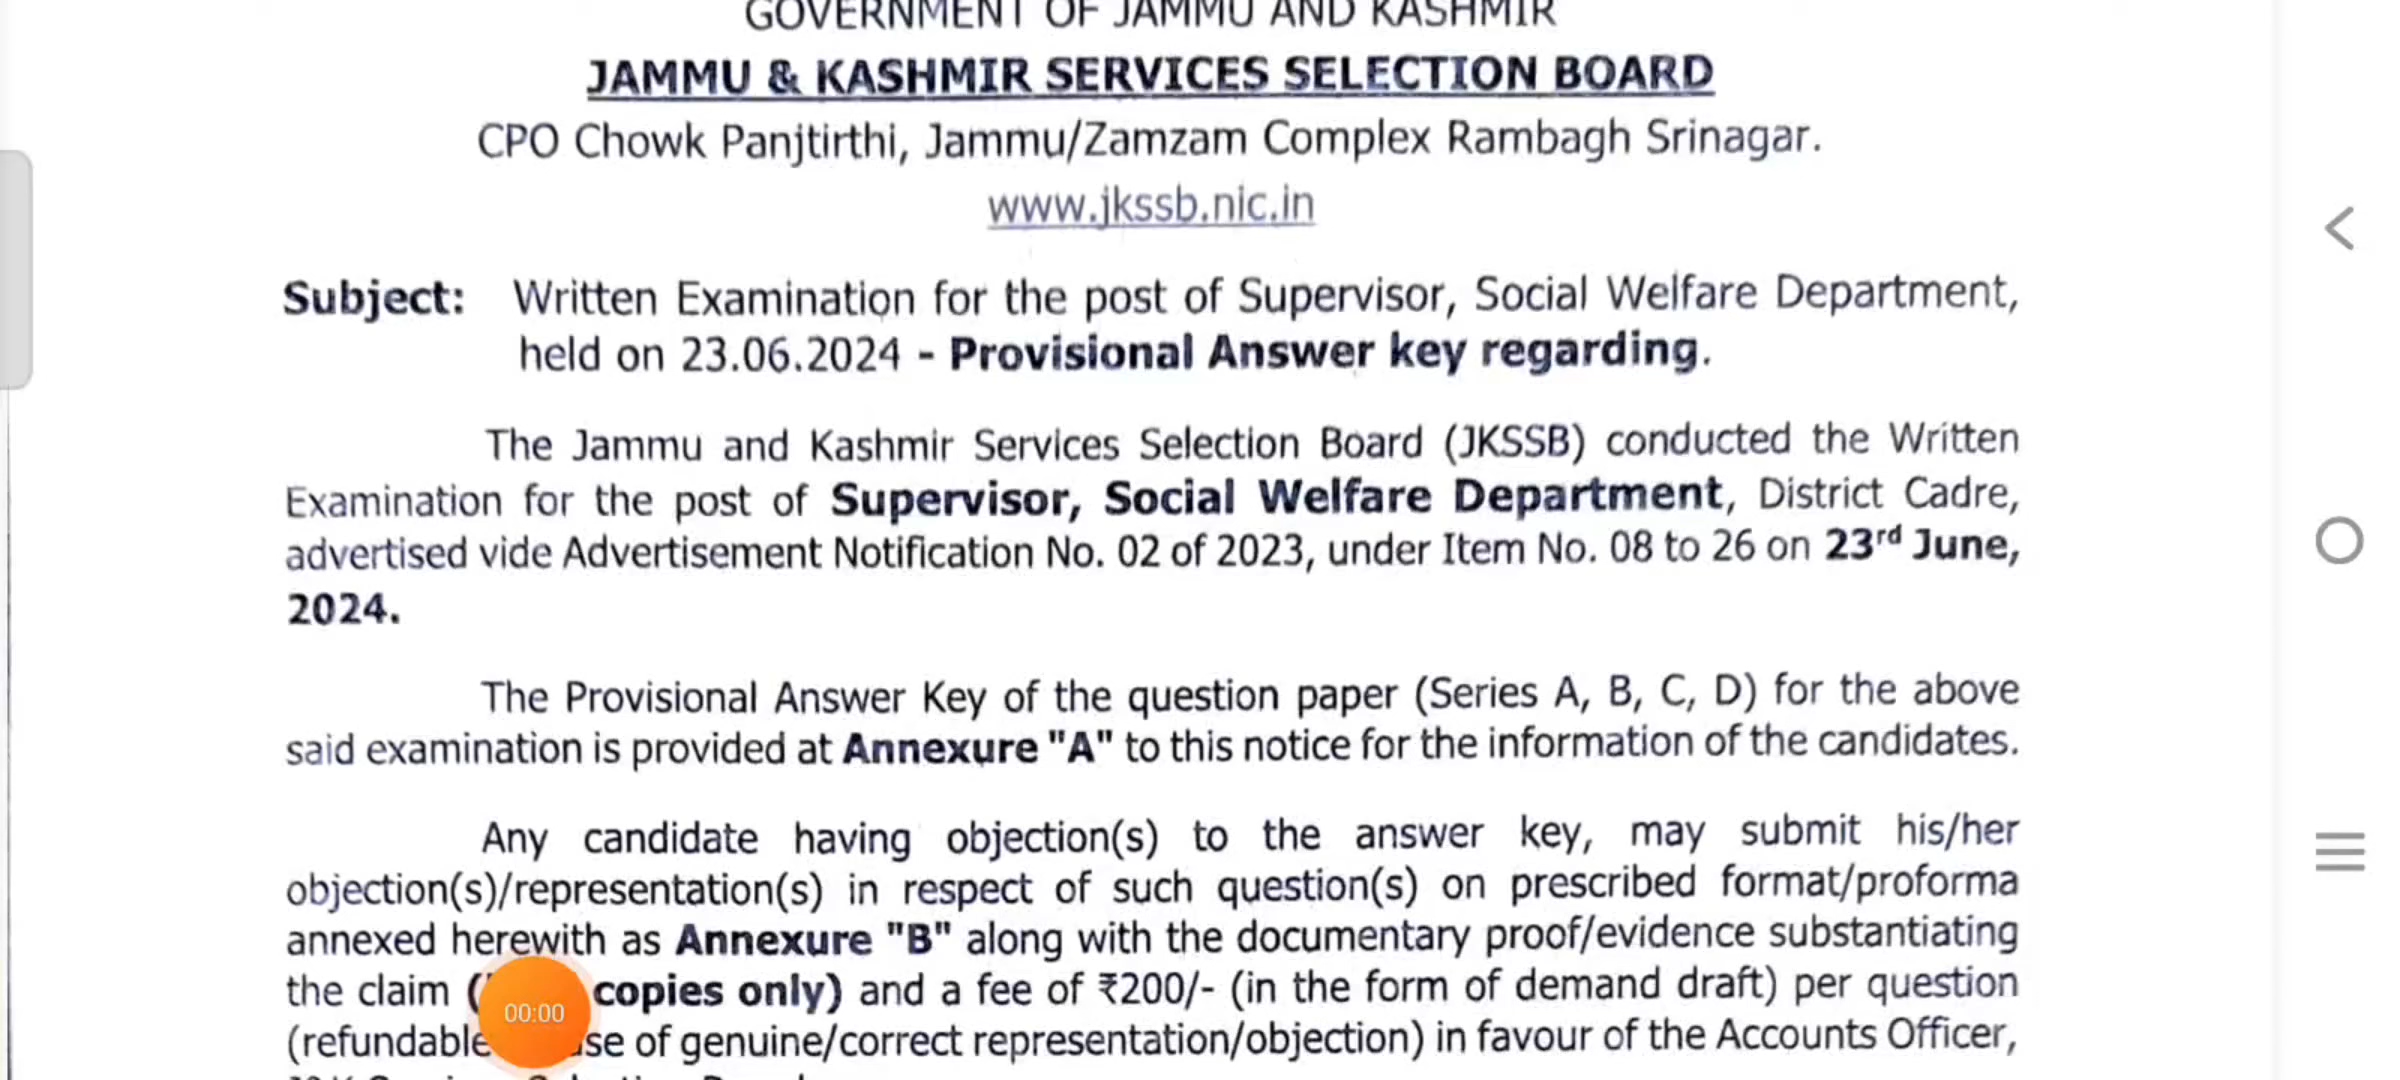 GOVERNMENT OF JAMMU AND KASHMIR
JAMMU & KASHMIR SERVICES SELECTION BOARD
CPO Chowk Panjtirthi, Jammu/Zamzam Complex Rambagh Srinagar.
www.jkssb.nic.in
Subject: Written Examination for the post of Supervisor, Social Welfare Department,
held on 23.06.2024 - Provisional Answer key regarding.
The Jammu and Kashmir Services Selection Board (JKSSB) conducted the Written
Examination for the post of Supervisor, Social Welfare Department, District Cadre,
advertised vide Advertisement Notification No. 02 of 2023, under Item No. 08 to 26 on 23rd June,
2024.
The Provisional Answer Key of the question paper (Series A, B, C, D) for the above
said examination is provided at Annexure "A" to this notice for the information of the candidates.
Any candidate having objection(s) to the answer key, may submit his/her
objection(s)/representation(s) in respect of such question(s) on prescribed format/proforma
annexed herewith as Annexure "B" along with the documentary proof/evidence substantiating
the claim ( copies only) and a fee of ₹200/- (in the form of demand draft) per question
(refundable of genuine/correct representation/objection) in favour of the Accounts Officer,
00:00